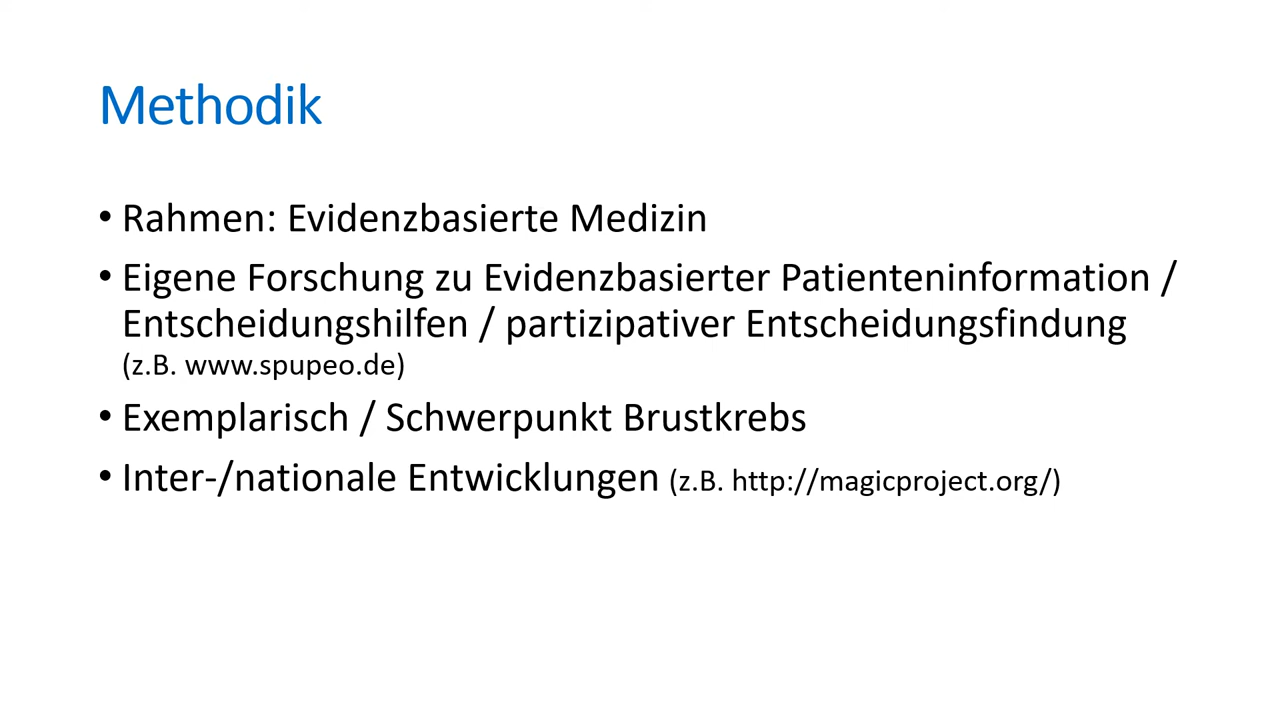 Methodik
• Rahmen: Evidenzbasierte Medizin
• Eigene Forschung zu Evidenzbasierter Patienteninformation /
Entscheidungshilfen / partizipativer Entscheidungsfindung
(z.B. www.spupeo.de)
• Exemplarisch / Schwerpunkt Brustkrebs
• Inter-/nationale Entwicklungen (z.B. http://magicproject.org/)